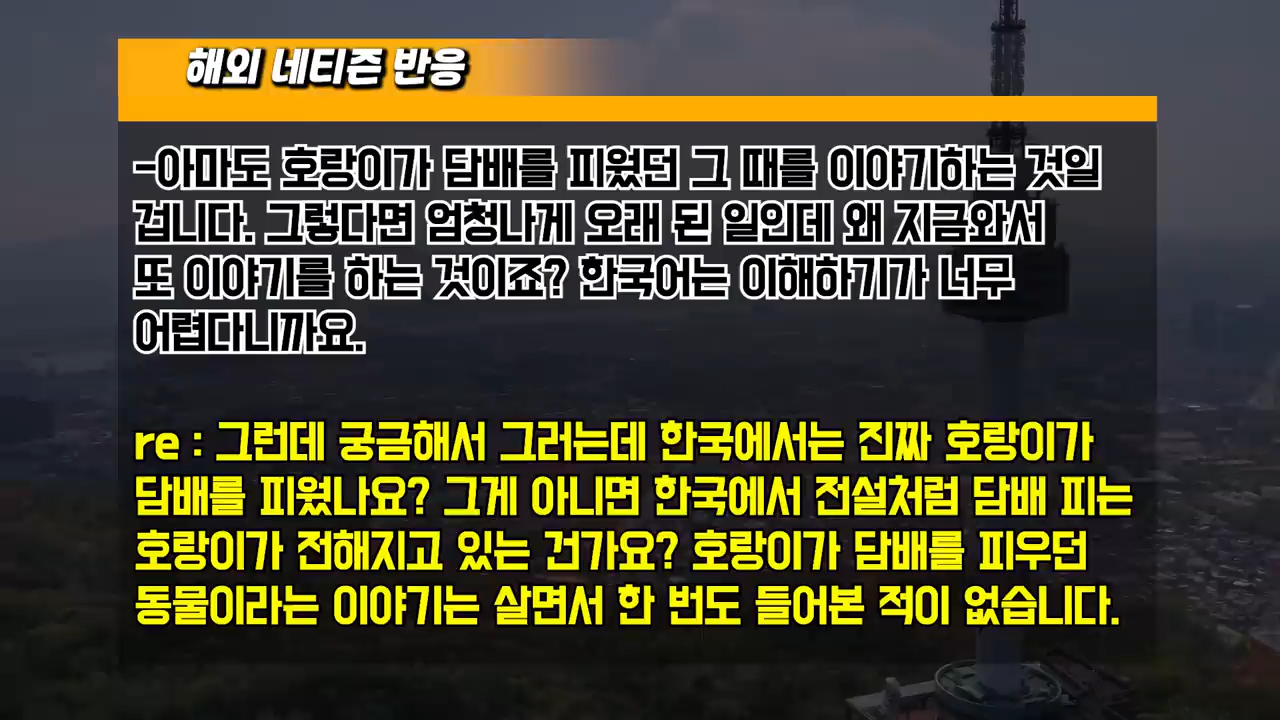 해외 네티즌 반응
-아마도 호랑이가 담배를 피웠던 그 때를 이야기하는 것일
겁니다. 그렇다면 엄청나게 오래 된 일인데 왜 지금와서
또 이야기를 하는 것이죠? 한국어는 이해하기가 너무
어렵다니까요.
re : 그런데 궁금해서 그러는데 한국에서는 진짜 호랑이가
담배를 피웠나요? 그게 아니면 한국에서 전설처럼 담배 피는
호랑이가 전해지고 있는 건가요? 호랑이가 담배를 피우던
동물이라는 이야기는 살면서 한 번도 들어본 적이 없습니다.